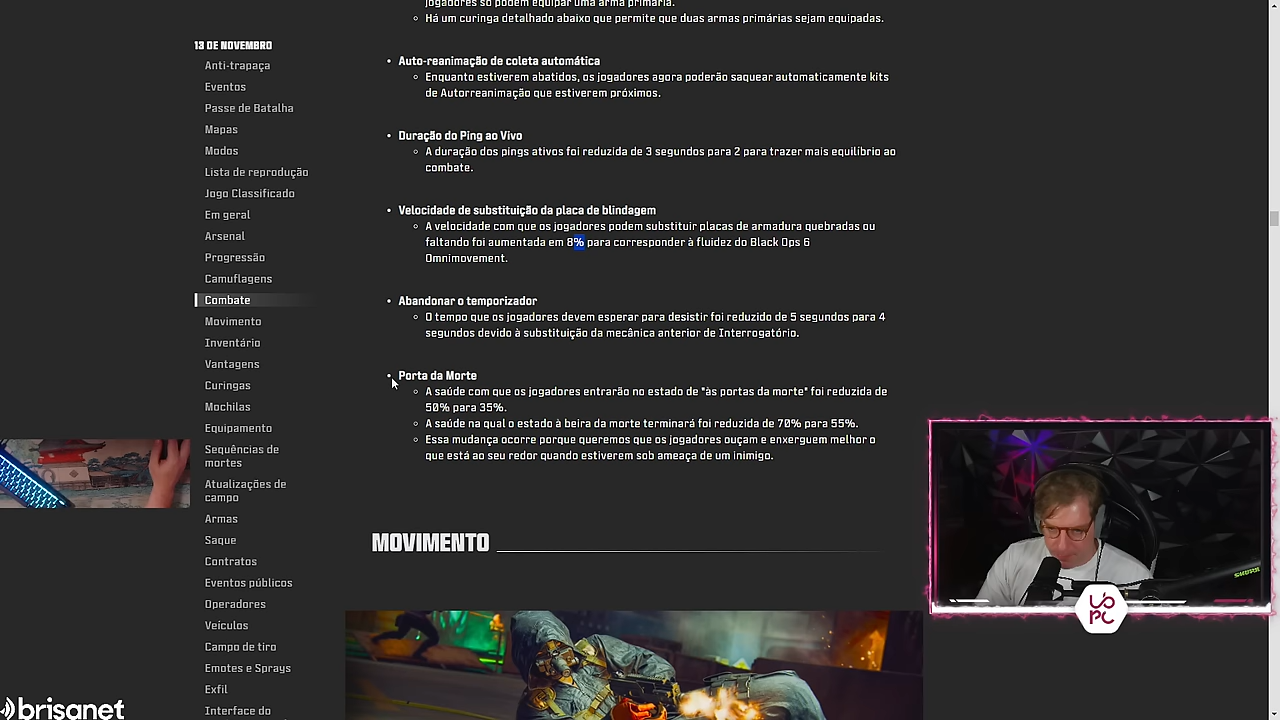 jogadores só podem equipar uma arma primária.
Há um curinga detalhado abaixo que permite que duas armas primárias sejam equipadas.
13 DE NOVEMBRO
Anti-trapaça
Eventos
Passe de Batalha
Mapas
Modos
Lista de reprodução
Jogo Classificado
Em geral
Arsenal
Progressão
Camuflagens
Combate
Movimento
Inventário
Vantagens
Curingas
Mochilas
Equipamento
Sequências de
mortes
Atualizações de
campo
Armas
Saque
Contratos
Eventos públicos
Operadores
Veículos
Campo de tiro
Emotes e Sprays
Exfil
Interface do
Auto-reanimação de coleta automática
Enquanto estiverem abatidos, os jogadores agora poderão saquear automaticamente kits
de Autorreanimação que estiverem próximos.
Duração do Ping ao Vivo
A duração dos pings ativos foi reduzida de 3 segundos para 2 para trazer mais equilíbrio ao
combate.
Velocidade de substituição da placa de blindagem
A velocidade com que os jogadores podem substituir placas de armadura quebradas ou
faltando foi aumentada em 8% para corresponder à fluidez do Black Ops 6
Omnimovement.
Abandonar o temporizador
O tempo que os jogadores devem esperar para desistir foi reduzido de 5 segundos para 4
segundos devido à substituição da mecânica anterior de Interrogatório.
Porta da Morte
A saúde com que os jogadores entrarão no estado de "às portas da morte" foi reduzida de
50% para 35%.
A saúde na qual o estado à beira da morte terminará foi reduzida de 70% para 55%.
Essa mudança ocorre porque queremos que os jogadores ouçam e enxerguem melhor o
que está ao seu redor quando estiverem sob ameaça de um inimigo.
MOVIMENTO
SHURE
UP
PC
brisanet